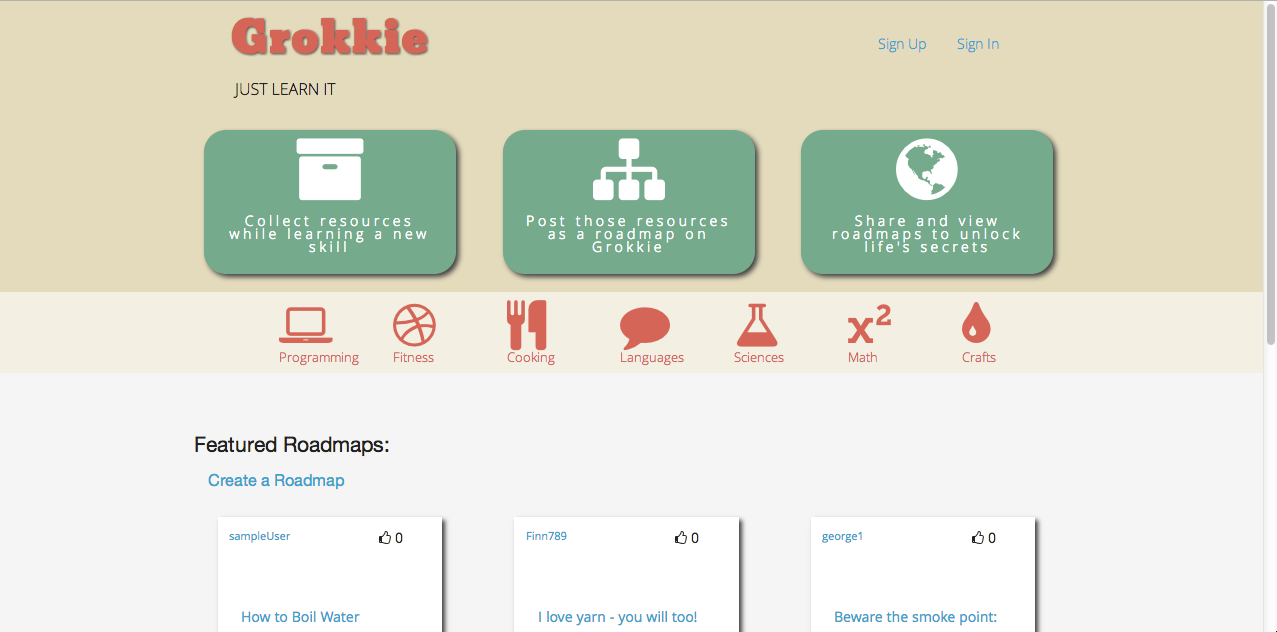 Grokkie
Sign Up Sign In
JUST LEARN IT
Collect resources
while learning a new
skill
Post those resources
as a roadmap on
Grokkie
Share and view
roadmaps to unlock
life's secrets
x²
Programming Fitness Cooking Languages Sciences Math Crafts
Featured Roadmaps:
Create a Roadmap
sampleUser 0
How to Boil Water
Finn789 0
I love yarn - you will too!
george1 0
Beware the smoke point: